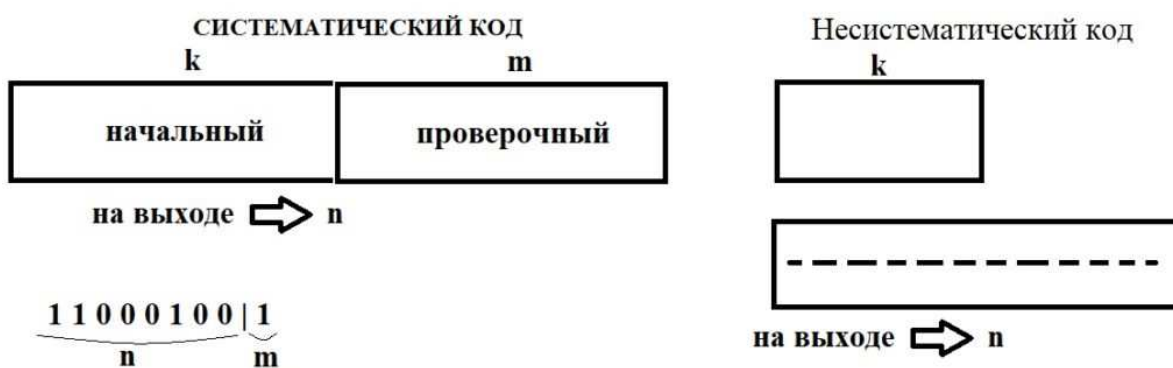 СИСТЕМАТИЧЕСКИЙ КОД
k m
начальный проверочный
на выходе n
1 1 0 0 0 1 0 0 | 1
n m
Несистематический код
k
на выходе n